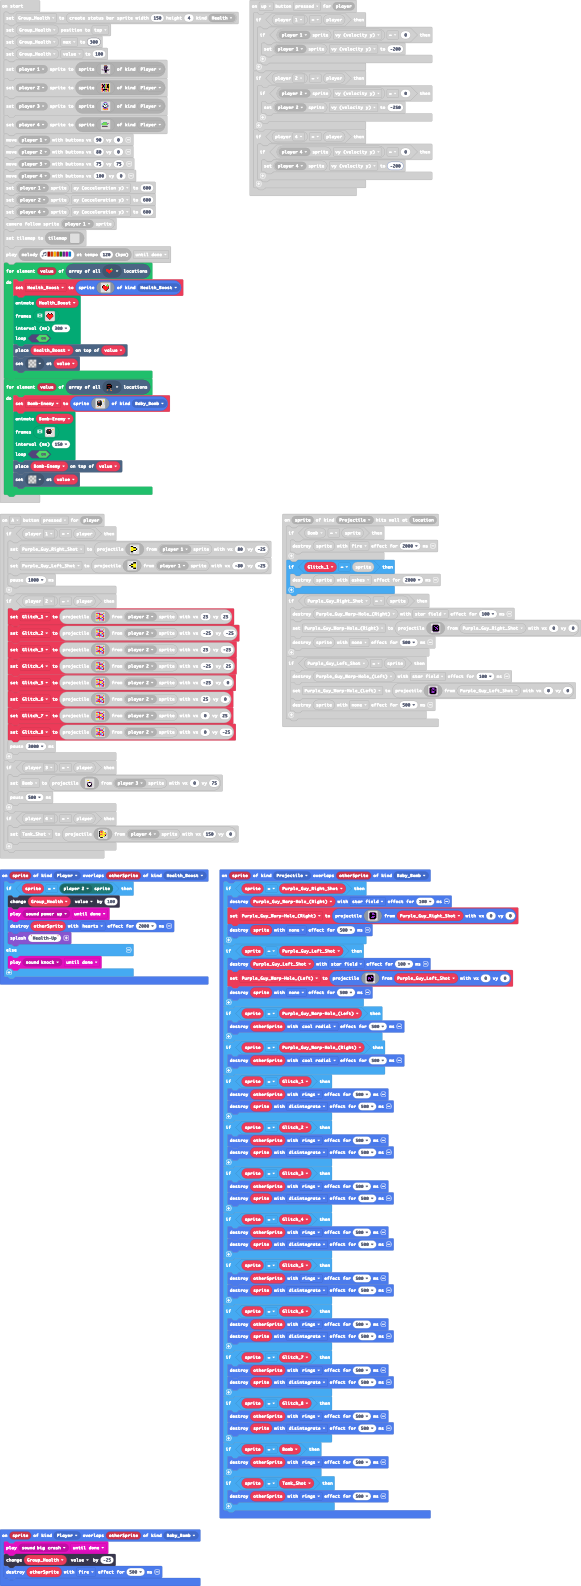 on start
set Group_Health to create status bar sprite width 150 height 4 kind Health
set Group_Health position to top
set Group_Health max to 300
set Group_Health value to 100
set player 1 to sprite of kind Player
set player 2 to sprite of kind Player
set player 3 to sprite of kind Player
set player 4 to sprite of kind Player
move player 1 with buttons vx 90 vy 0
move player 2 with buttons vx 80 vy 0
move player 3 with buttons vx 75 vy 75
move player 4 with buttons vx 100 vy 0
set player 1 sprite ay (acceleration y) to 600
set player 2 sprite ay (acceleration y) to 600
set player 4 sprite ay (acceleration y) to 600
camera follow sprite player 1 sprite
set tilemap to tilemap
play melody at tempo 120 (bpm) until done
for element value of array of all locations
do
set Health_Boost to sprite of kind Health_Boost
animate Health_Boost
frames
interval (ms) 300
loop
place Health_Boost on top of value
set at value
for element value of array of all locations
do
set Bomb-Enemy to sprite of kind Baby_Bomb
animate Bomb-Enemy
frames
interval (ms) 150
loop
place Bomb-Enemy on top of value
set at value
on up button pressed for player
if player 1 = player then
if player 1 sprite vy (velocity y) = 0 then
set player 1 sprite vy (velocity y) to -200
if player 2 = player then
if player 2 sprite vy (velocity y) = 0 then
set player 2 sprite vy (velocity y) to -250
if player 4 = player then
if player 4 sprite vy (velocity y) = 0 then
set player 4 sprite vy (velocity y) to -200
on A button pressed for player
if player 1 = player then
set Purple_Guy_Right_Shot to projectile from player 1 sprite with vx 80 vy -25
set Purple_Guy_Left_Shot to projectile from player 1 sprite with vx -80 vy -25
pause 1000 ms
if player 2 = player then
set Glitch_1 to projectile from player 2 sprite with vx 25 vy 25
set Glitch_2 to projectile from player 2 sprite with vx -25 vy -25
set Glitch_3 to projectile from player 2 sprite with vx 25 vy -25
set Glitch_4 to projectile from player 2 sprite with vx -25 vy 25
set Glitch_5 to projectile from player 2 sprite with vx -25 vy 0
set Glitch_6 to projectile from player 2 sprite with vx 25 vy 0
set Glitch_7 to projectile from player 2 sprite with vx 0 vy 25
set Glitch_8 to projectile from player 2 sprite with vx 0 vy -25
pause 3000 ms
if player 3 = player then
set Bomb to projectile from player 3 sprite with vx 0 vy 75
pause 500 ms
if player 4 = player then
set Tank_Shot to projectile from player 4 sprite with vx 150 vy 0
on sprite of kind Projectile hits wall at location
if Bomb = sprite then
destroy sprite with fire effect for 2000 ms
if Glitch_1 = sprite then
destroy sprite with ashes effect for 2000 ms
if Purple_Guy_Right_Shot = sprite then
destroy Purple_Guy_Warp-Hole_(Right) with star field effect for 100 ms
set Purple_Guy_Warp-Hole_(Right) to projectile from Purple_Guy_Right_Shot with vx 0 vy 0
destroy sprite with none effect for 500 ms
if Purple_Guy_Left_Shot = sprite then
destroy Purple_Guy_Warp-Hole_(Left) with star field effect for 100 ms
set Purple_Guy_Warp-Hole_(Left) to projectile from Purple_Guy_Left_Shot with vx 0 vy 0
destroy sprite with none effect for 500 ms
on sprite of kind Player overlaps otherSprite of kind Health_Boost
if sprite = player 2 sprite then
change Group_Health value by 100
play sound power up until done
destroy otherSprite with hearts effect for 2000 ms
splash Health-Up
else
play sound knock until done
on sprite of kind Projectile overlaps otherSprite of kind Baby_Bomb
if sprite = Purple_Guy_Right_Shot then
destroy Purple_Guy_Warp-Hole_(Right) with star field effect for 100 ms
set Purple_Guy_Warp-Hole_(Right) to projectile from Purple_Guy_Right_Shot with vx 0 vy 0
destroy sprite with none effect for 500 ms
if sprite = Purple_Guy_Left_Shot then
destroy Purple_Guy_Left_Shot with star field effect for 100 ms
set Purple_Guy_Warp-Hole_(Left) to projectile from Purple_Guy_Left_Shot with vx 0 vy 0
destroy sprite with none effect for 500 ms
if sprite = Purple_Guy_Warp-Hole_(Left) then
destroy otherSprite with cool radial effect for 500 ms
if sprite = Purple_Guy_Warp-Hole_(Right) then
destroy otherSprite with cool radial effect for 500 ms
if sprite = Glitch_1 then
destroy otherSprite with rings effect for 500 ms
destroy sprite with disintegrate effect for 500 ms
if sprite = Glitch_2 then
destroy otherSprite with rings effect for 500 ms
destroy sprite with disintegrate effect for 500 ms
if sprite = Glitch_3 then
destroy otherSprite with rings effect for 500 ms
destroy sprite with disintegrate effect for 500 ms
if sprite = Glitch_4 then
destroy otherSprite with rings effect for 500 ms
destroy sprite with disintegrate effect for 500 ms
if sprite = Glitch_5 then
destroy otherSprite with rings effect for 500 ms
destroy sprite with disintegrate effect for 500 ms
if sprite = Glitch_6 then
destroy otherSprite with rings effect for 500 ms
destroy sprite with disintegrate effect for 500 ms
if sprite = Glitch_7 then
destroy otherSprite with rings effect for 500 ms
destroy sprite with disintegrate effect for 500 ms
if sprite = Glitch_8 then
destroy otherSprite with rings effect for 500 ms
destroy sprite with disintegrate effect for 500 ms
if sprite = Bomb then
destroy otherSprite with rings effect for 500 ms
if sprite = Tank_Shot then
destroy otherSprite with rings effect for 500 ms
on sprite of kind Player overlaps otherSprite of kind Baby_Bomb
play sound big crash until done
change Group_Health value by -25
destroy otherSprite with fire effect for 500 ms